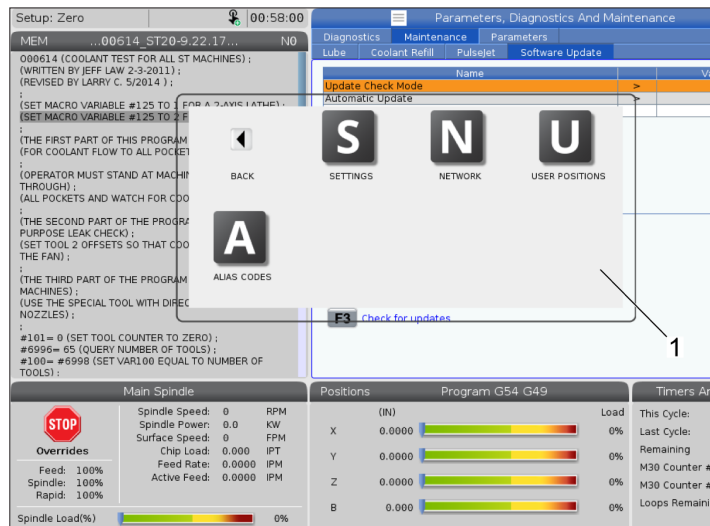 Setup: Zero
00:58:00
MEM ...00614_ST20-9.22.17... N0
O00614 (COOLANT TEST FOR ALL ST MACHINES) ;
(WRITTEN BY JEFF LAW 2-3-2011) ;
(REVISED BY LARRY C. 5/2014 ) ;
;
(SET MACRO VARIABLE #125 TO 1 FOR A 2-AXIS LATHE) ;
(SET MACRO VARIABLE #125 TO 2 F
;
(THE FIRST PART OF THIS PROGRAM
(FOR COOLANT FLOW TO ALL POCKET
;
(OPERATOR MUST STAND AT MACHIN
THROUGH) ;
(ALL POCKETS AND WATCH FOR COO
;
(THE SECOND PART OF THE PROGRA
PURPOSE LEAK CHECK) ;
(SET TOOL 2 OFFSETS SO THAT COO
THE FAN) ;
;
(THE THIRD PART OF THE PROGRAM
MACHINES) ;
(USE THE SPECIAL TOOL WITH DIREC
NOZZLES) ;
;
#101= 0 (SET TOOL COUNTER TO ZERO) ;
#6996= 65 (QUERY NUMBER OF TOOLS) ;
#100= #6998 (SET VAR100 EQUAL TO NUMBER OF
TOOLS) ;
Parameters, Diagnostics And Maintenance
Diagnostics Maintenance Parameters
Lube Coolant Refill PulseJet Software Update
Name Va
Update Check Mode >
Automatic Update >
S N U
BACK SETTINGS NETWORK USER POSITIONS
A
ALIAS CODES
F3 Check for updates
1
Main Spindle
STOP
Overrides
Feed: 100%
Spindle: 100%
Rapid: 100%
Spindle Speed: 0 RPM
Spindle Power: 0.0 KW
Surface Speed: 0 FPM
Chip Load: 0.000 IPT
Feed Rate: 0.0000 IPM
Active Feed: 0.0000 IPM
Spindle Load(%) 0%
Positions Program G54 G49
(IN) Load
X 0.0000 0%
Y 0.0000 0%
Z 0.0000 0%
B 0.000 0%
Timers Ar
This Cycle:
Last Cycle:
Remaining
M30 Counter #
M30 Counter #
Loops Remaini